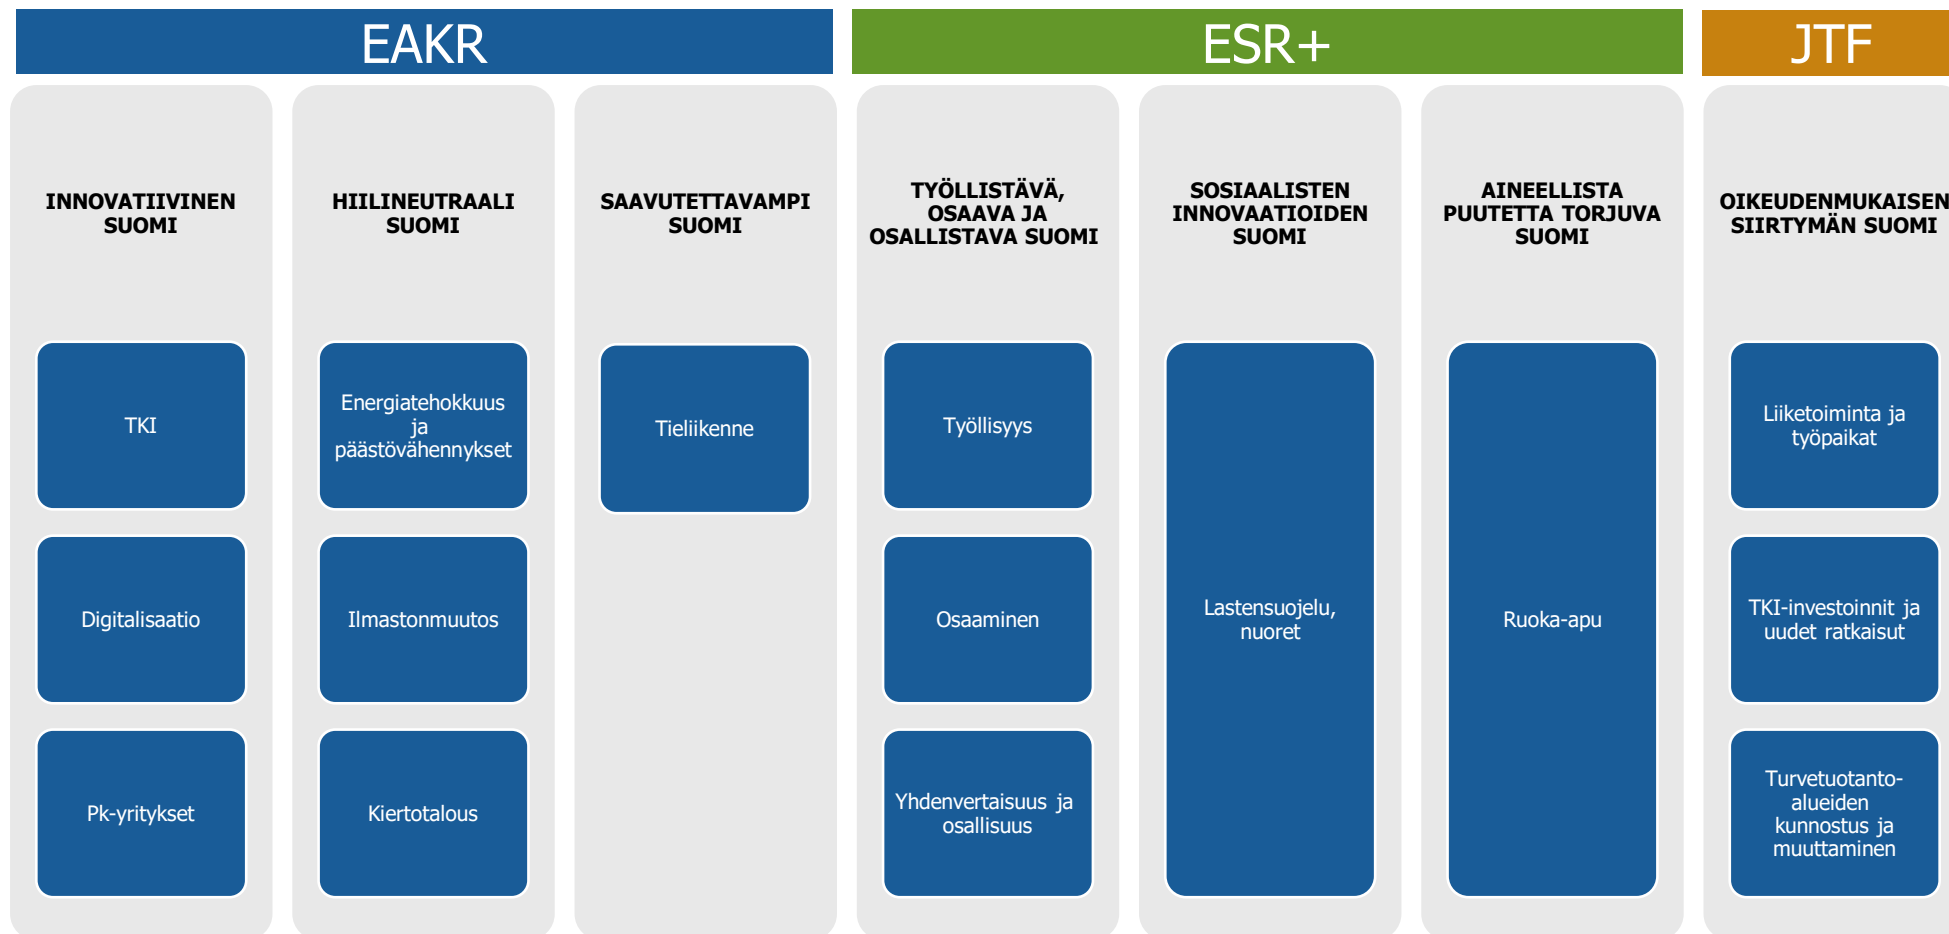 EAKR
ESR+
JTF
INNOVATIIVINEN
SUOMI
TKI
Digitalisaatio
Pk-yritykset
HIILINEUTRAALI
SUOMI
Energiatehokkuus
ja
päästövähennykset
Ilmastonmuutos
Kiertotalous
SAAVUTETTAVAMPI
SUOMI
Tieliikenne
TYÖLLISTÄVÄ,
OSAAVA JA
OSALLISTAVA SUOMI
Työllisyys
Osaaminen
Yhdenvertaisuus ja
osallisuus
SOSIAALISTEN
INNOVAATIOIDEN
SUOMI
Lastensuojelu,
nuoret
AINEELLISTA
PUUTETTA TORJUVA
SUOMI
Ruoka-apu
OIKEUDENMUKAISEN
SIIRTYMÄN SUOMI
Liiketoiminta ja
työpaikat
TKI-investoinnit ja
uudet ratkaisut
Turvetuotanto-
alueiden
kunnostus ja
muuttaminen